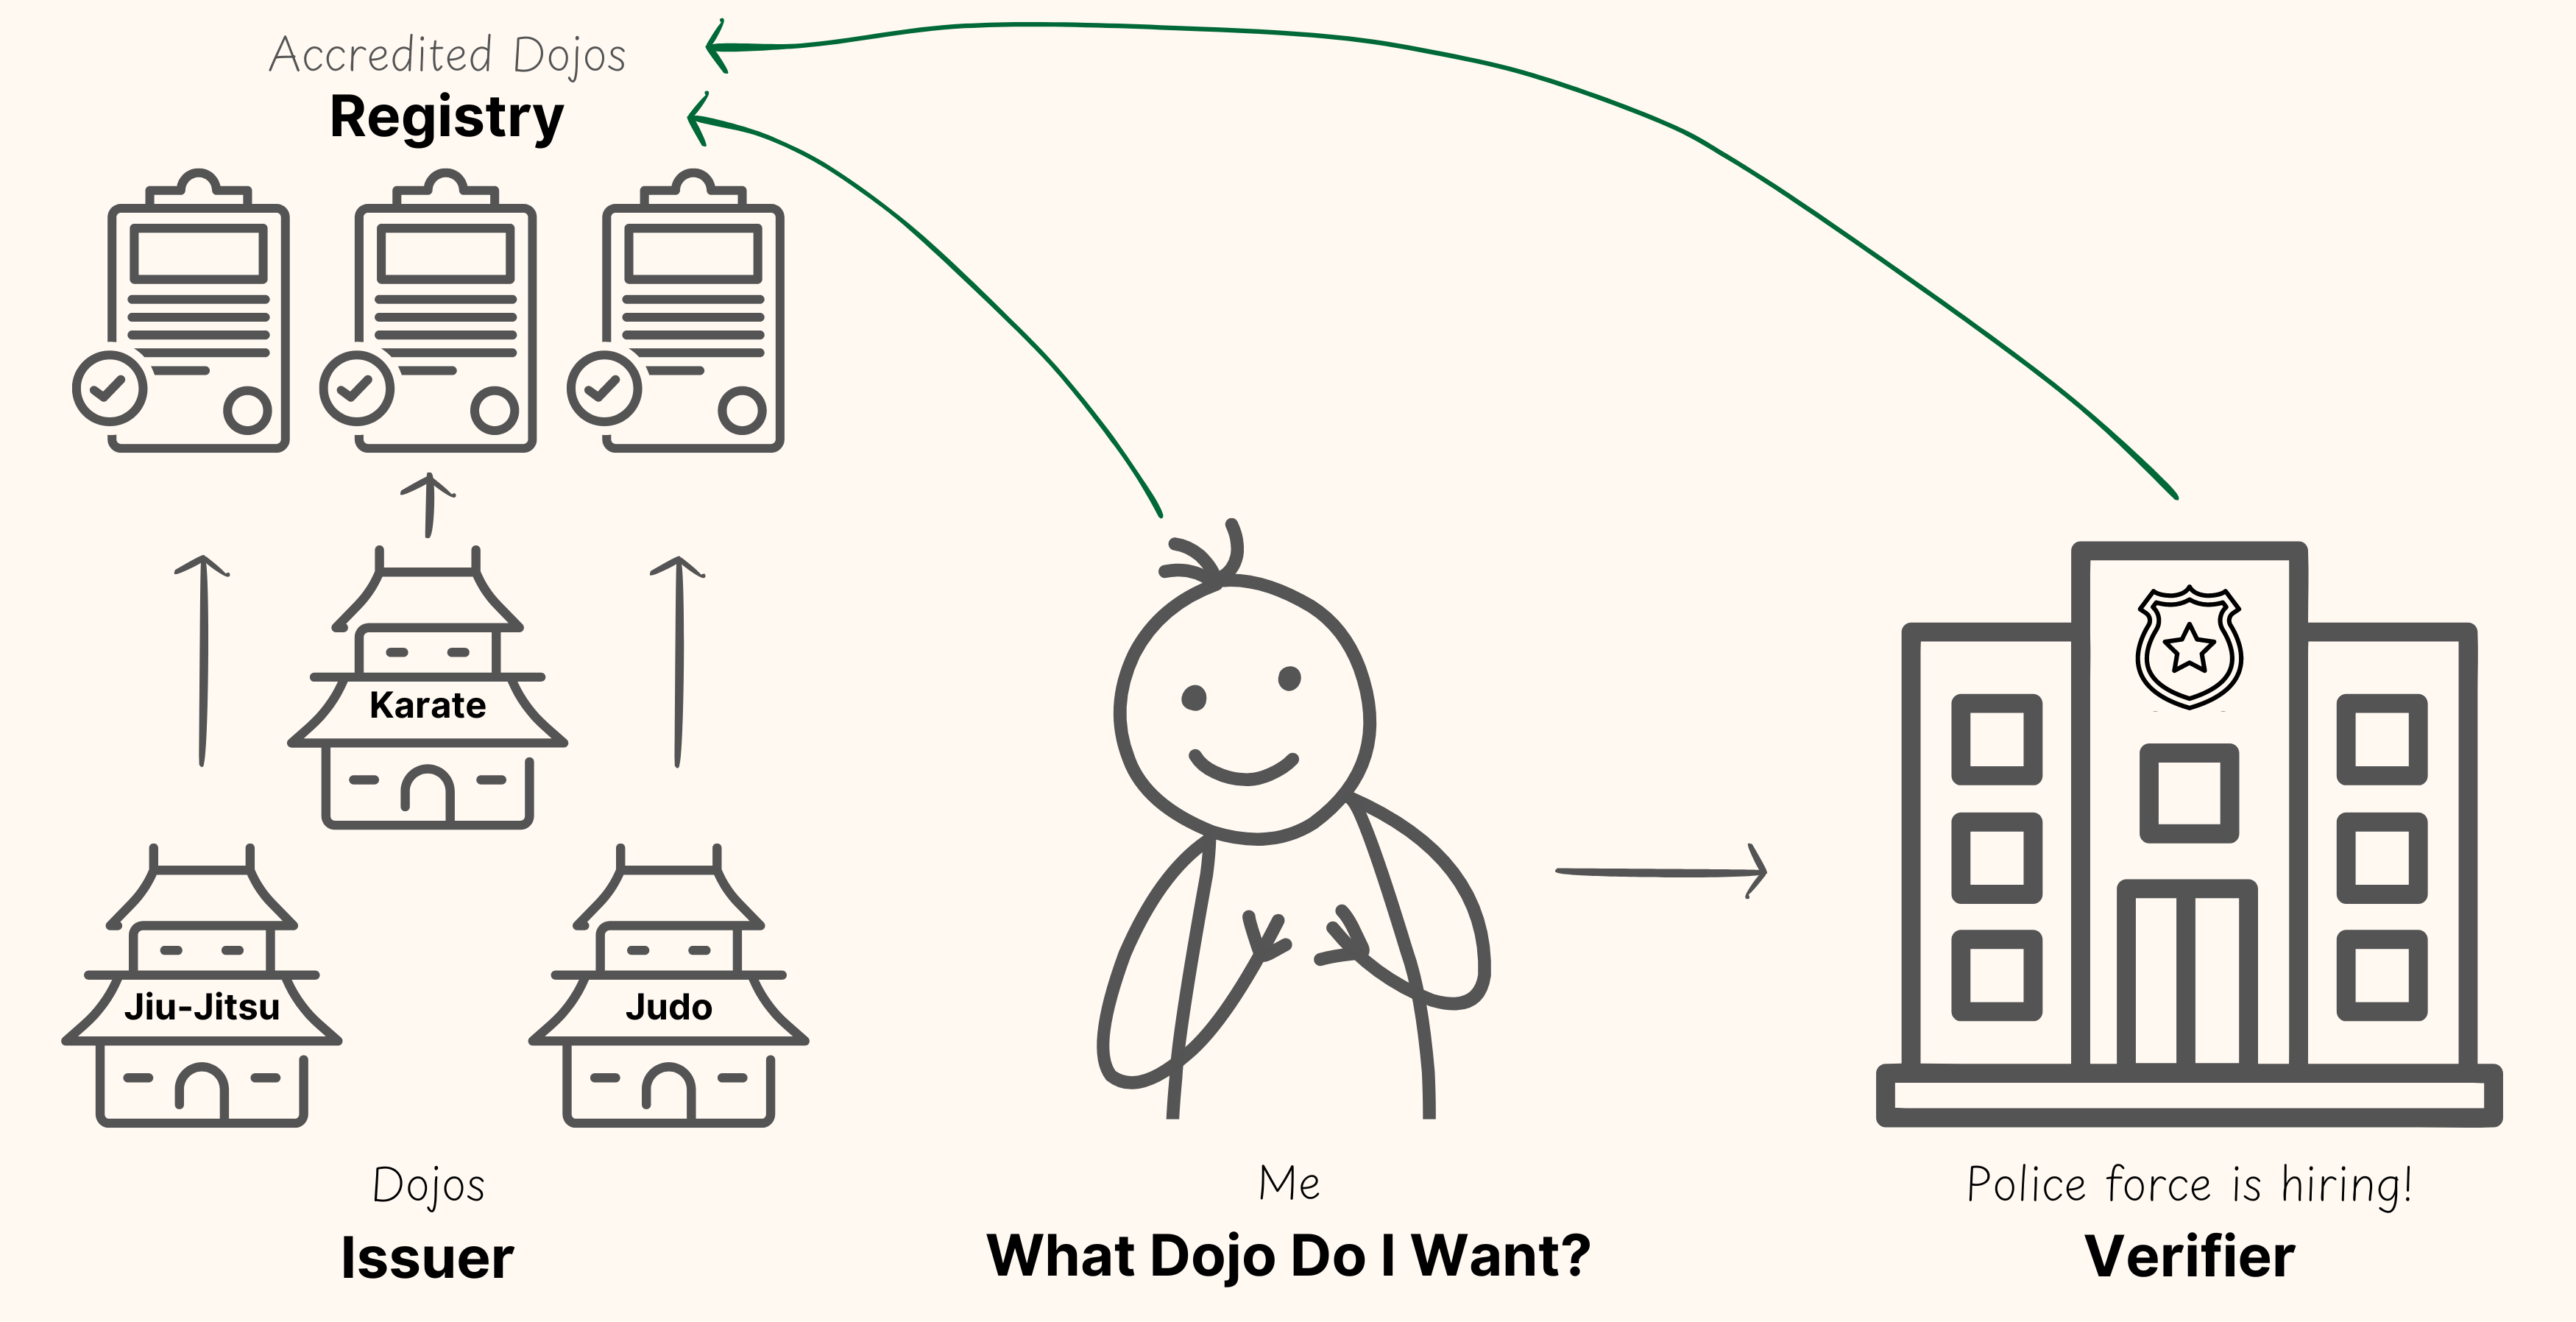 Accredited Dojos
Registry
Karate
Jiu-Jitsu
Judo
Dojos
Issuer
Me
What Dojo Do I Want?
Police force is hiring!
Verifier